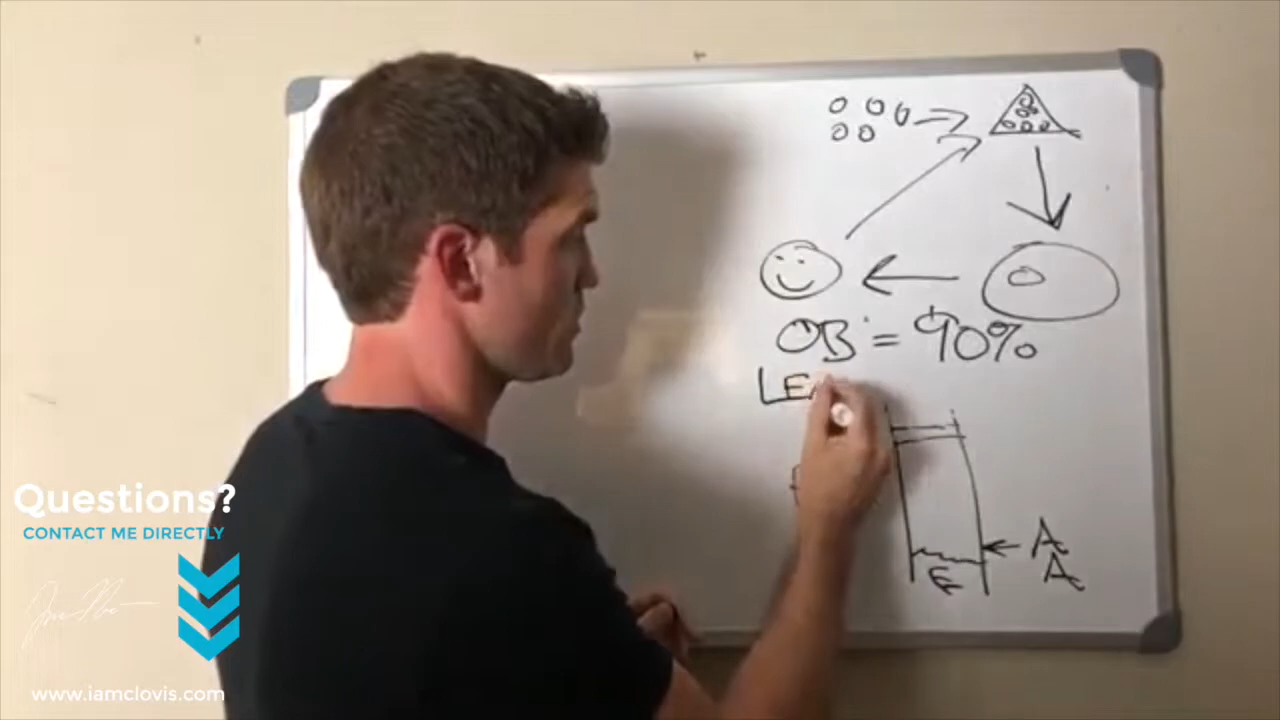 OB = 90%
LE
A
E
A
Questions?
CONTACT ME DIRECTLY
www.iamclovis.com